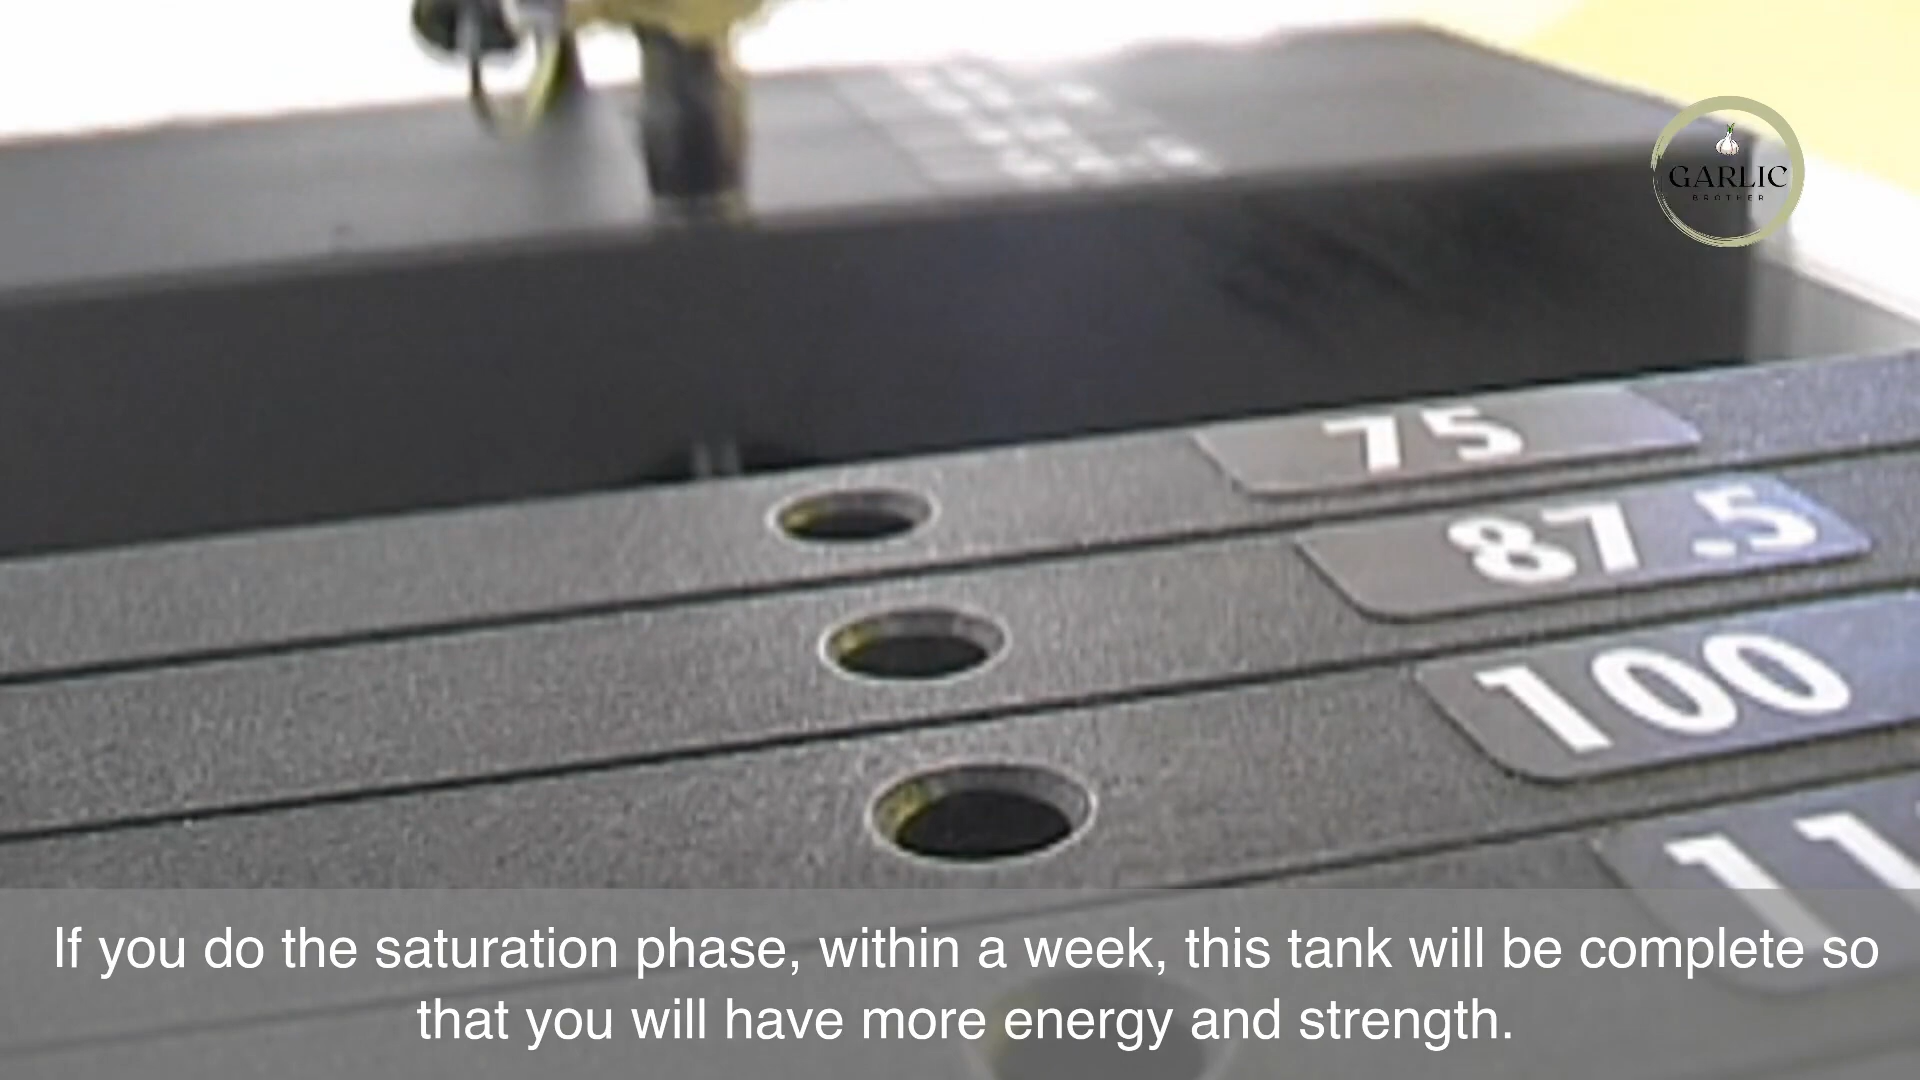 GARLIC
BROTHER
75
87.5
100
If you do the saturation phase, within a week, this tank will be complete so
that you will have more energy and strength.